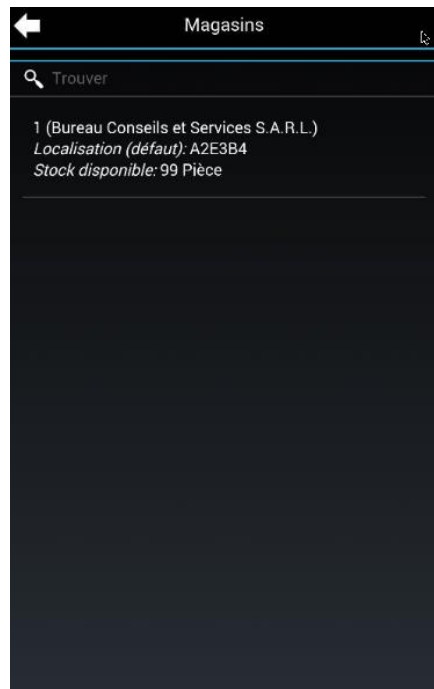 Magasins
Trouver
1 (Bureau Conseils et Services S.A.R.L.)
Localisation (défaut): A2E3B4
Stock disponible: 99 Pièce